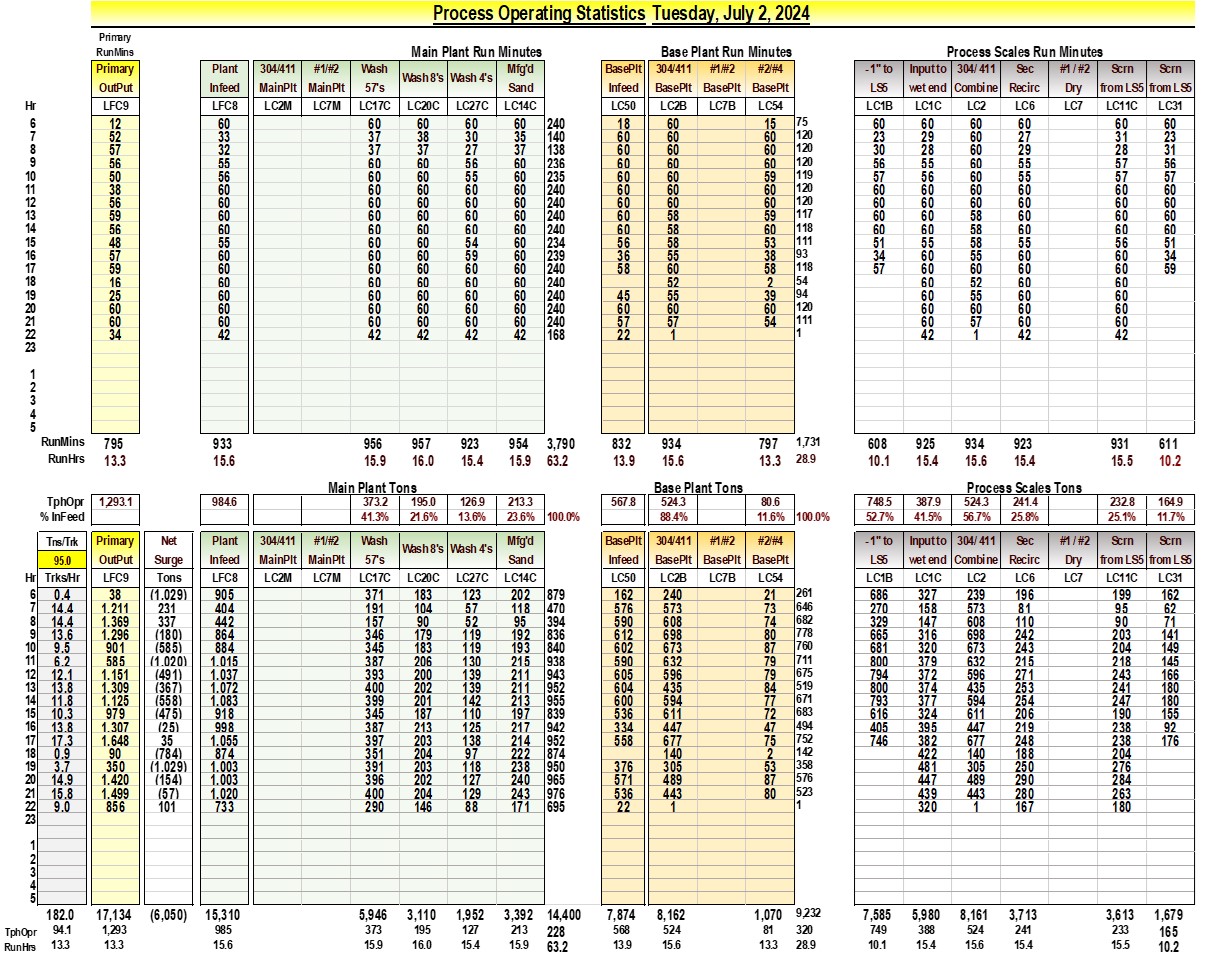 Process Operating Statistics Tuesday, July 2, 2024
Primary
RunMins Main Plant Run Minutes Base Plant Run Minutes Process Scales Run Minutes
Primary Plant 304/411 #1/#2 Wash Wash 8's Wash 4's Mfg'd BasePlt 304/411 #1/#2 #2/#4 -1" to Input to 304/ 411 Sec #1 / #2 Scrn Scrn
OutPut Infeed MainPlt MainPlt 57's Sand Infeed BasePlt BasePlt BasePlt LS5 wet end Combine Recirc Dry from LS5 from LS5
Hr LFC9 LFC8 LC2M LC7M LC17C LC20C LC27C LC14C LC50 LC2B LC7B LC54 LC1B LC1C LC2 LC6 LC7 LC11C LC31
6 12 60 60 60 60 60 240 18 60 15 75 60 60 60 60 60 60
7 52 33 37 38 30 35 140 60 60 60 120 23 29 60 27 31 23
8 57 32 37 37 27 37 138 60 60 60 120 30 28 60 29 28 31
9 56 55 60 60 56 60 236 60 60 60 120 56 55 60 55 57 56
10 50 56 60 60 55 60 235 60 60 59 119 57 56 60 55 57 57
11 38 60 60 60 60 60 240 60 60 60 120 60 60 60 60 60 60
12 56 60 60 60 60 60 240 60 60 60 120 60 60 60 60 60 60
13 59 60 60 60 60 60 240 60 58 59 117 60 60 58 60 60 60
14 56 60 60 60 60 60 240 60 58 60 118 60 60 58 60 60 60
15 48 55 60 60 54 60 234 56 58 53 111 51 55 58 55 56 51
16 57 60 60 60 59 60 239 36 55 38 93 34 60 55 60 60 34
17 59 60 60 60 60 60 240 58 60 58 118 57 60 60 60 60 59
18 16 60 60 60 60 60 240 52 2 54 60 52 60 60
19 25 60 60 60 60 60 240 45 55 39 94 60 55 60 60
20 60 60 60 60 60 60 240 60 60 60 120 60 60 60 60
21 60 60 60 60 60 60 240 57 57 54 111 60 57 60 60
22 34 42 42 42 42 42 168 22 1 1 42 1 42 42
23
1
2
3
4
5
RunMins 795 933 956 957 923 954 3,790 832 934 797 1,731 608 925 934 923 931 611
RunHrs 13.3 15.6 15.9 16.0 15.4 15.9 63.2 13.9 15.6 13.3 28.9 10.1 15.4 15.6 15.4 15.5 10.2
Main Plant Tons Base Plant Tons Process Scales Tons
TphOpr 1,293.1 984.6 373.2 195.0 126.9 213.3 567.8 524.3 80.6 748.5 387.9 524.3 241.4 232.8 164.9
% InFeed 41.3% 21.6% 13.6% 23.6% 100.0% 88.4% 11.6% 100.0% 52.7% 41.5% 56.7% 25.8% 25.1% 11.7%
Tns/Trk Primary Net Plant 304/411 #1/#2 Wash Wash 8's Wash 4's Mfg'd BasePlt 304/411 #1/#2 #2/#4 -1" to Input to 304/ 411 Sec #1 / #2 Scrn Scrn
95.0 OutPut Surge Infeed MainPlt MainPlt 57's Sand Infeed BasePlt BasePlt BasePlt LS5 wet end Combine Recirc Dry from LS5 from LS5
Hr Trks/Hr LFC9 Tons LFC8 LC2M LC7M LC17C LC20C LC27C LC14C LC50 LC2B LC7B LC54 LC1B LC1C LC2 LC6 LC7 LC11C LC31
6 0.4 38 (1,029) 905 371 183 123 202 879 162 240 21 261 686 327 239 196 199 162
7 14.4 1,211 231 404 191 104 57 118 470 576 573 73 646 270 158 573 81 95 62
8 14.4 1,369 337 442 157 90 52 95 394 590 608 74 682 329 147 608 110 90 71
9 13.6 1,296 (180) 864 346 179 119 192 836 612 698 80 778 665 316 698 242 203 141
10 9.5 901 (585) 884 345 183 119 193 840 602 673 87 760 681 320 673 243 204 149
11 6.2 585 (1,020) 1,015 387 206 130 215 938 590 632 79 711 800 379 632 215 218 145
12 12.1 1,151 (491) 1,037 393 200 139 211 943 605 596 79 675 794 372 596 271 243 166
13 13.8 1,309 (367) 1,072 400 202 139 211 952 604 435 84 519 800 374 435 253 241 180
14 11.8 1,125 (558) 1,083 399 201 142 213 955 600 594 77 671 793 377 594 254 247 180
15 10.3 979 (475) 918 345 187 110 197 839 536 611 72 683 616 324 611 206 190 155
16 13.8 1,307 (25) 998 387 213 125 217 942 334 447 47 494 405 395 447 219 238 92
17 17.3 1,648 35 1,055 397 203 138 214 952 558 677 75 752 746 382 677 248 238 176
18 0.9 90 (784) 874 351 204 97 222 874 140 2 142 422 140 188 204
19 3.7 350 (1,029) 1,003 391 203 118 238 950 376 305 53 358 481 305 250 276
20 14.9 1,420 (154) 1,003 396 202 127 240 965 571 489 87 576 447 489 290 284
21 15.8 1,499 (57) 1,020 400 204 129 243 976 536 443 80 523 439 443 280 263
22 9.0 856 101 733 290 146 88 171 695 22 1 1 320 1 167 180
23
1
2
3
4
5
182.0 17,134 (6,050) 15,310 5,946 3,110 1,952 3,392 14,400 7,874 8,162 1,070 9,232 7,585 5,980 8,161 3,713 3,613 1,679
TphOpr 94.1 1,293 985 373 195 127 213 228 568 524 81 320 749 388 524 241 233 165
RunHrs 13.3 13.3 15.6 15.9 16.0 15.4 15.9 63.2 13.9 15.6 13.3 28.9 10.1 15.4 15.6 15.4 15.5 10.2